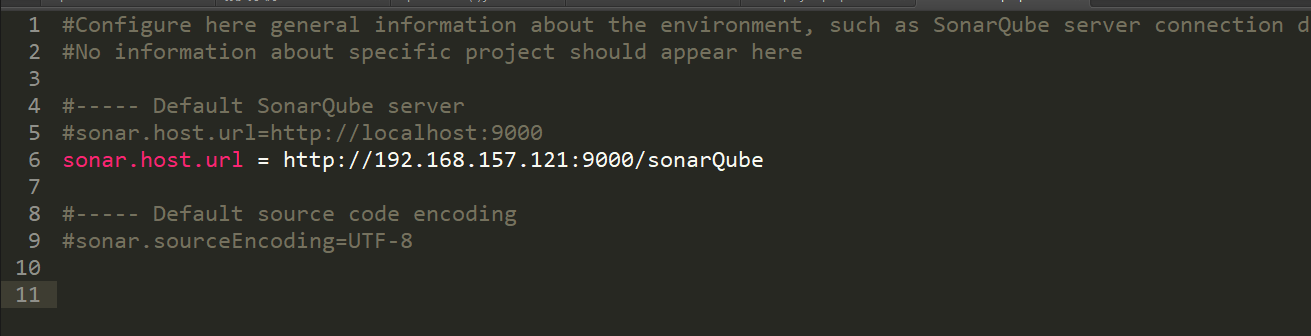 1 #Configure here general information about the environment, such as SonarQube server connection d
2 #No information about specific project should appear here
3
4 #----- Default SonarQube server
5 #sonar.host.url=http://localhost:9000
6 sonar.host.url = http://192.168.157.121:9000/sonarQube
7
8 #----- Default source code encoding
9 #sonar.sourceEncoding=UTF-8
10
11